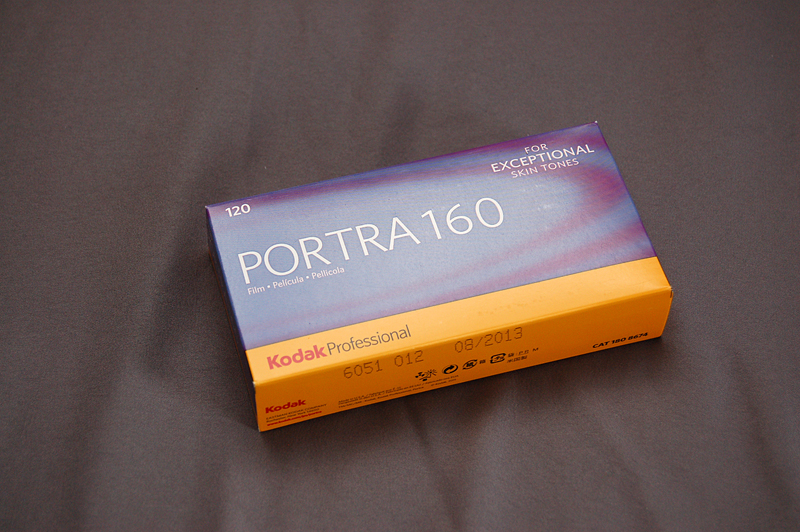 120
FOR
EXCEPTIONAL
SKIN TONES
PORTRA 160
Film • Película • Pellicola
Kodak Professional
6051 012 08/2013
CAT 180 8674
Kodak